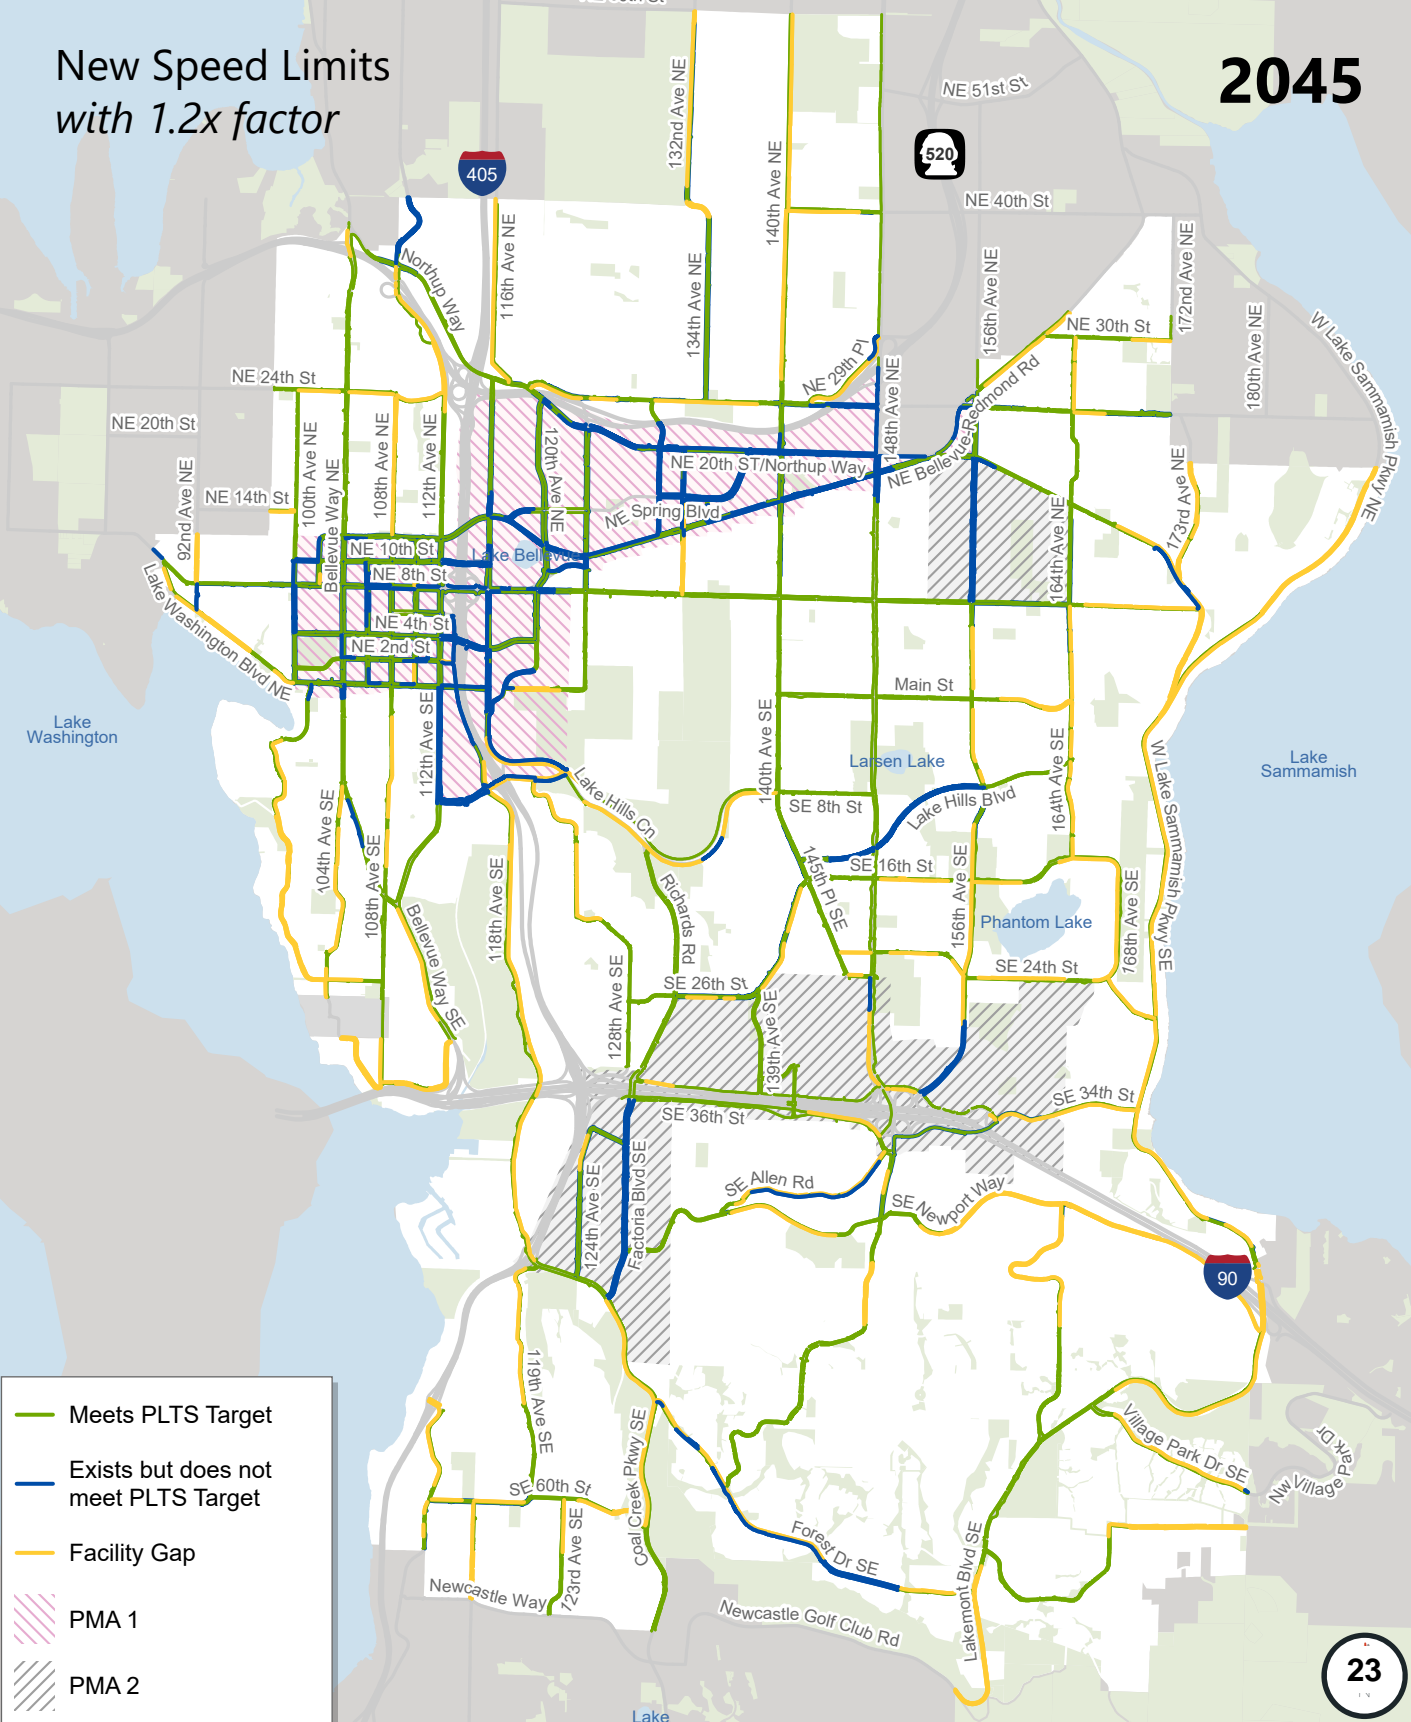 New Speed Limits
with 1.2x factor
2045
405
520
NE 51st St
NE 40th St
132nd Ave NE
140th Ave NE
116th Ave NE
134th Ave NE
156th Ave NE
172nd Ave NE
180th Ave NE
W Lake Sammamish Pkwy NE
Northup Way
NE 30th St
NE 29th Pl
148th Ave NE
NE Bellevue-Redmond Rd
NE 24th St
NE 20th St
92nd Ave NE
NE 14th St
100th Ave NE
Bellevue Way NE
108th Ave NE
112th Ave NE
120th Ave NE
NE 20th ST/Northup Way
NE Spring Blvd
164th Ave NE
173rd Ave NE
NE 10th St
NE 8th St
NE 4th St
NE 2nd St
Lake Bellevue
Lake Washington Blvd NE
Lake
Washington
Main St
112th Ave SE
140th Ave SE
Larsen Lake
Lake
Sammamish
164th Ave SE
W Lake Sammamish Pkwy SE
Lake Hills Cn
SE 8th St
Lake Hills Blvd
104th Ave SE
108th Ave SE
118th Ave SE
145th Pl SE
SE 16th St
156th Ave SE
168th Ave SE
Richards Rd
Phantom Lake
Bellevue Way SE
128th Ave SE
SE 26th St
139th Ave SE
SE 24th St
SE 36th St
SE 34th St
124th Ave SE
Factoria Blvd SE
SE Allen Rd
SE Newport Way
90
119th Ave SE
Coal Creek Pkwy SE
SE 60th St
123rd Ave SE
Newcastle Way
Forest Dr SE
Lakemont Blvd SE
Newcastle Golf Club Rd
Village Park Dr SE
NW Village Park Dr
Meets PLTS Target
Exists but does not
meet PLTS Target
Facility Gap
PMA 1
PMA 2
Lake
23